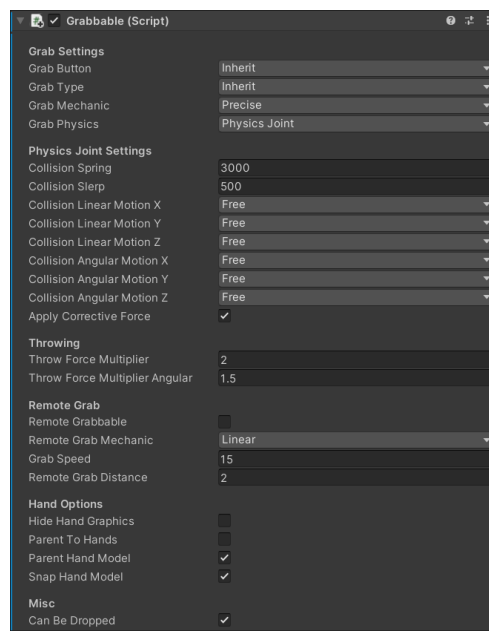 Grabbable (Script)
Grab Settings
Grab Button Inherit
Grab Type Inherit
Grab Mechanic Precise
Grab Physics Physics Joint
Physics Joint Settings
Collision Spring 3000
Collision Slerp 500
Collision Linear Motion X Free
Collision Linear Motion Y Free
Collision Linear Motion Z Free
Collision Angular Motion X Free
Collision Angular Motion Y Free
Collision Angular Motion Z Free
Apply Corrective Force
Throwing
Throw Force Multiplier 2
Throw Force Multiplier Angular 1.5
Remote Grab
Remote Grabbable
Remote Grab Mechanic Linear
Grab Speed 15
Remote Grab Distance 2
Hand Options
Hide Hand Graphics
Parent To Hands
Parent Hand Model
Snap Hand Model
Misc
Can Be Dropped